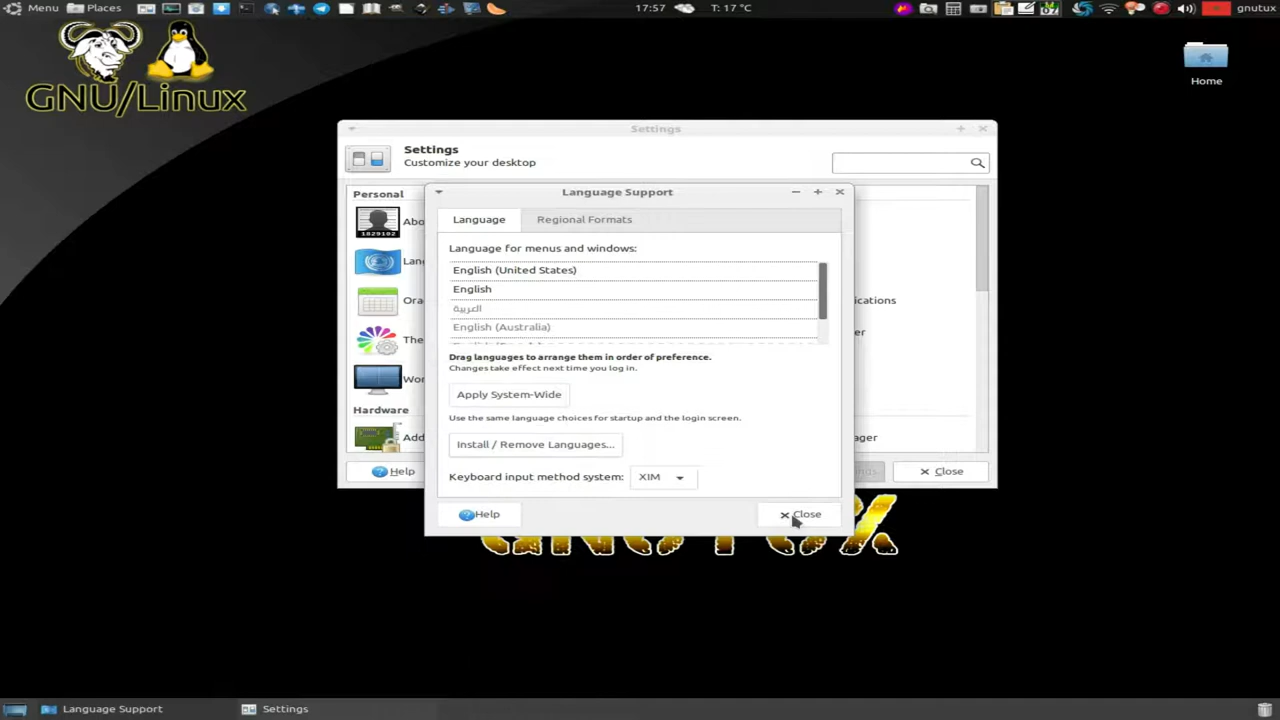 Menu Places 17:57 T: 17 °C gnutux
GNU/Linux
Home
Settings
Settings
Customize your desktop
Personal
Language Support
Language Regional Formats
Language for menus and windows:
English (United States)
English
العربية
English (Australia)
Drag languages to arrange them in order of preference.
Changes take effect next time you log in.
Apply System-Wide
Use the same language choices for startup and the login screen.
Install / Remove Languages...
Hardware
Keyboard input method system: XIM
Help Close
Help Close
GNUTUX
Language Support Settings